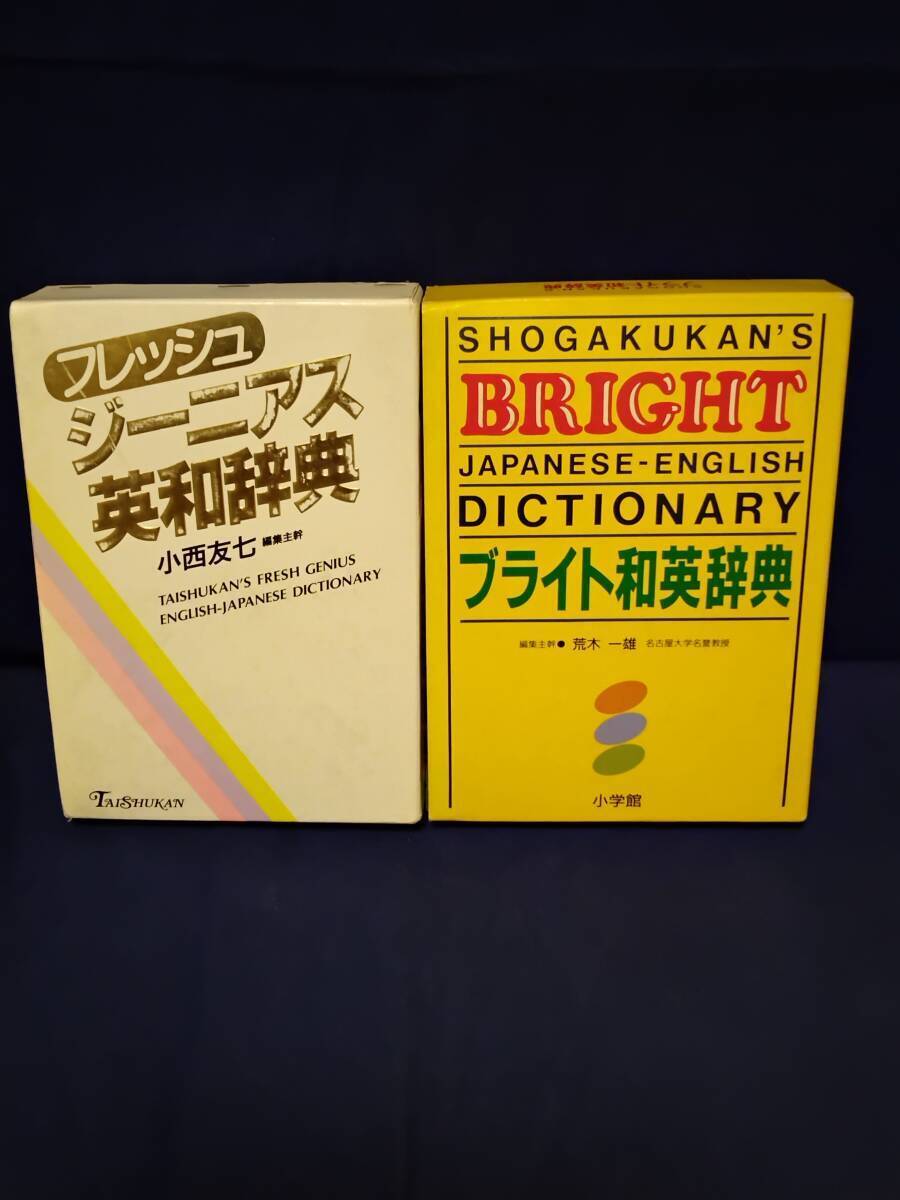 フレッシュ
ジーニアス
英和辞典
小西友七 編集主幹
TAISHUKAN'S FRESH GENIUS
ENGLISH-JAPANESE DICTIONARY
TAISHUKAN
SHOGAKUKAN'S
BRIGHT
JAPANESE-ENGLISH
DICTIONARY
ブライト和英辞典
編集主幹● 荒木 一雄 名古屋大学名誉教授
小学館